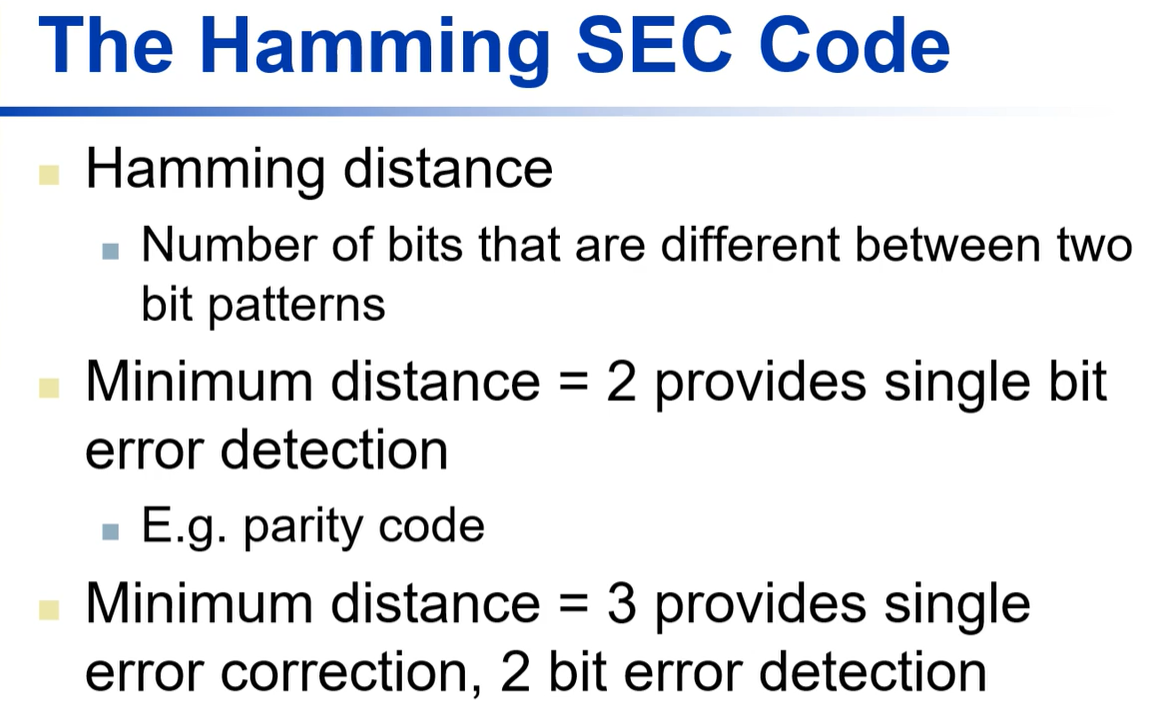 The Hamming SEC Code
Hamming distance
Number of bits that are different between two
bit patterns
Minimum distance = 2 provides single bit
error detection
E.g. parity code
Minimum distance = 3 provides single
error correction, 2 bit error detection